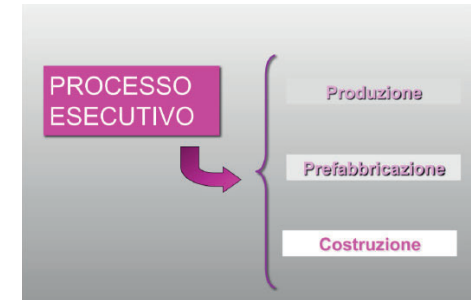 PROCESSO
ESECUTIVO
Produzione
Prefabbricazione
Costruzione